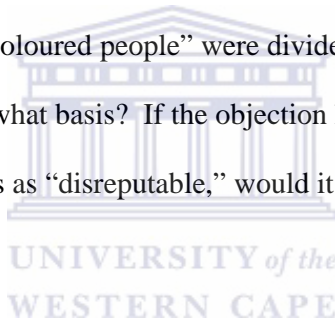 oloured people” were divide
what basis? If the objection
s as “disreputable,” would it
UNIVERSITY of the
WESTERN CAPE